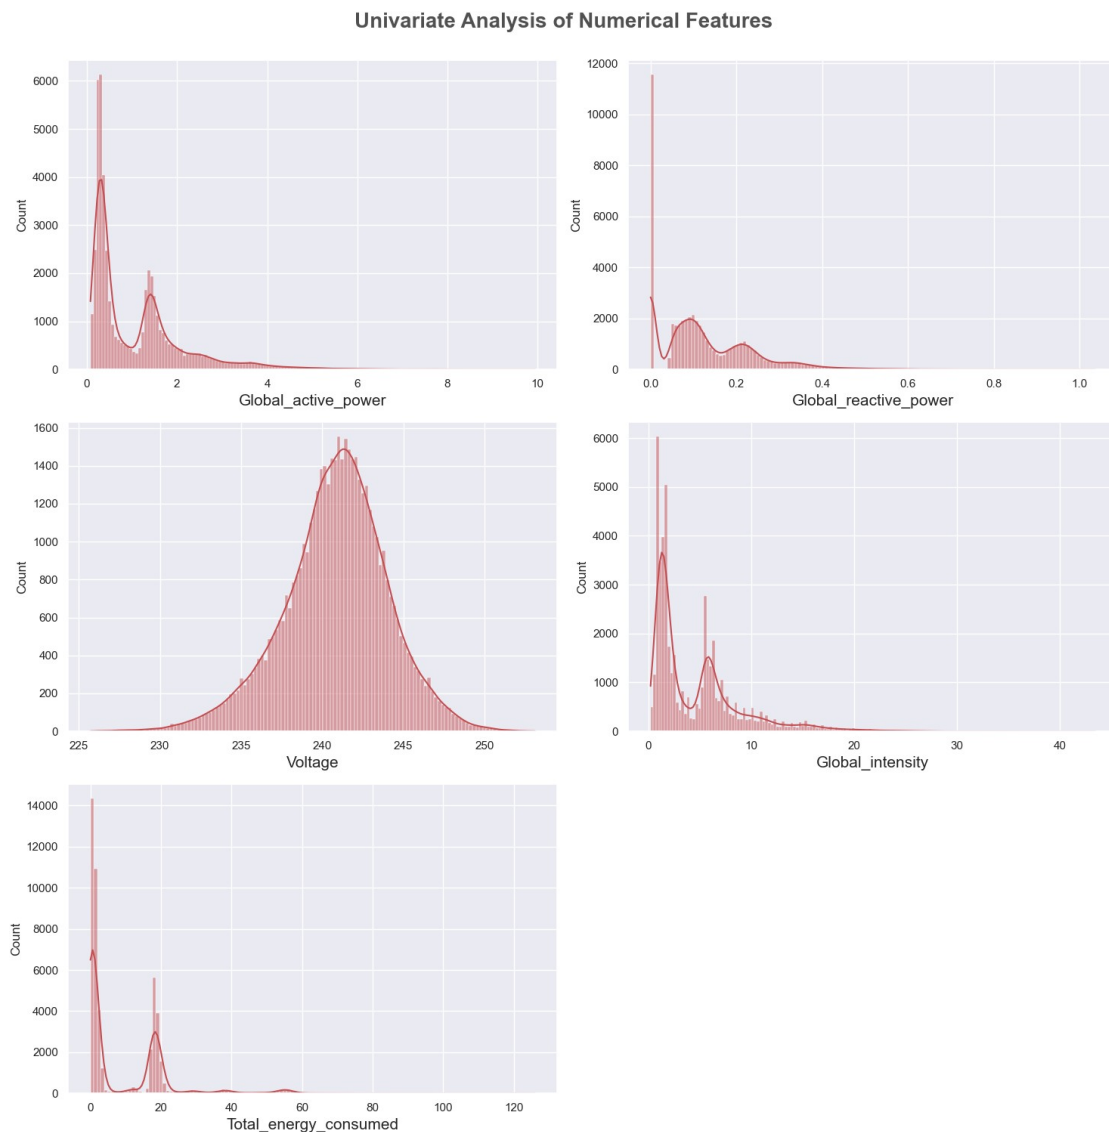 Univariate Analysis of Numerical Features
6000
5000
4000
3000
2000
1000
0
Count
0 2 4 6 8 10
Global_active_power
12000
10000
8000
6000
4000
2000
0
Count
0.0 0.2 0.4 0.6 0.8 1.0
Global_reactive_power
1600
1400
1200
1000
800
600
400
200
0
Count
225 230 235 240 245 250
Voltage
6000
5000
4000
3000
2000
1000
0
Count
0 10 20 30 40
Global_intensity
14000
12000
10000
8000
6000
4000
2000
0
Count
0 20 40 60 80 100 120
Total_energy_consumed